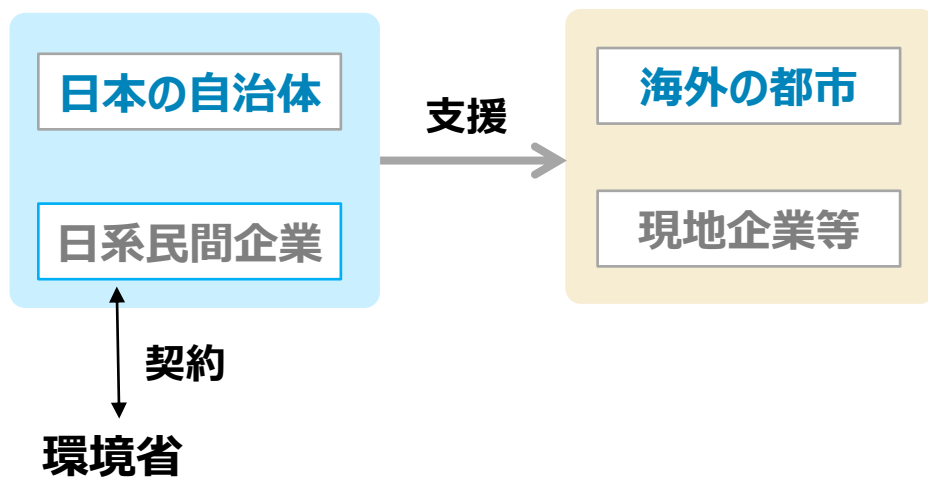 日本の自治体
海外の都市
支援
日系民間企業
現地企業等
契約
環境省